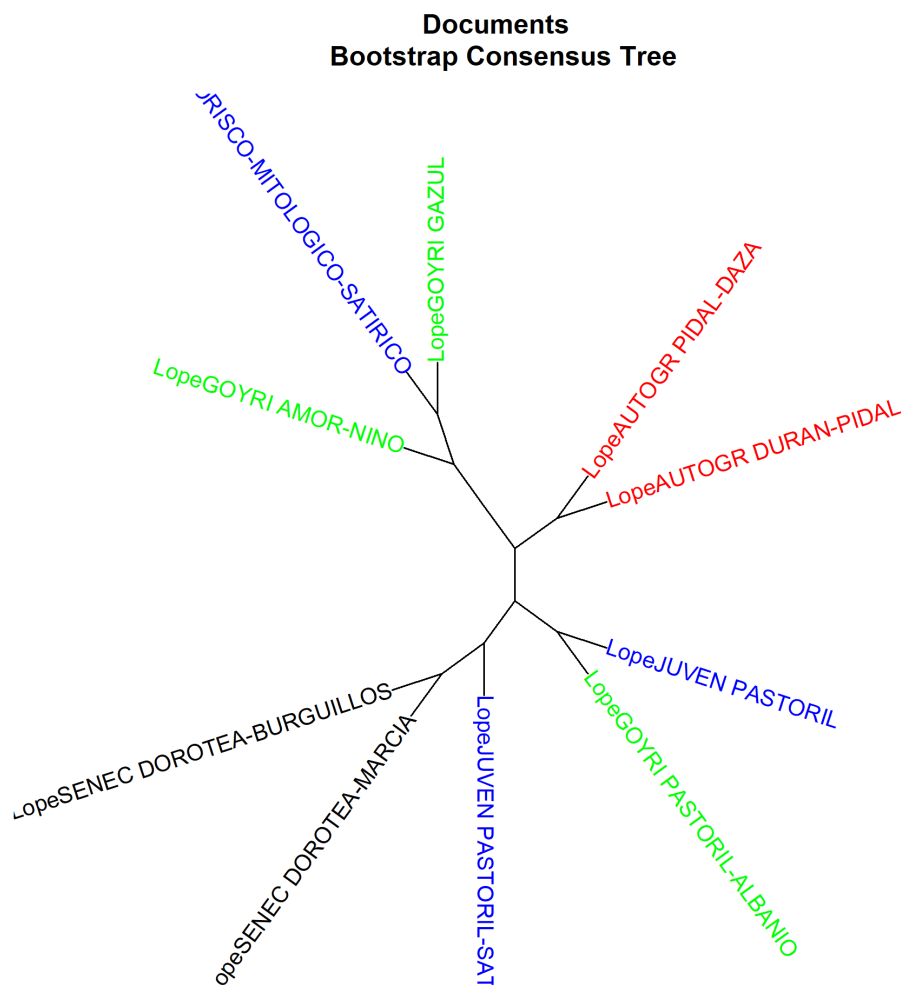 Documents
Bootstrap Consensus Tree
ORISCO-MITOLOGICO-SATIRICO
LopeGOYRI GAZUL
LopeAUTOGR PIDAL-DAZA
LopeGOYRI AMOR-NINO
LopeAUTOGR DURAN-PIDAL
LopeJUVEN PASTORIL
LopeGOYRI PASTORIL-ALBANIO
LopeSENEC DOROTEA-BURGUILLOS
opeSENEC DOROTEA-MARCIA
LopeJUVEN PASTORIL-SAT